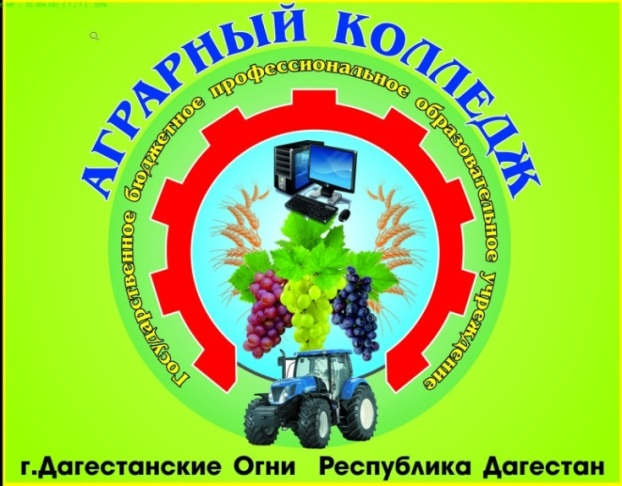 АГРАРНЫЙ КОЛЛЕДЖ
Государственное бюджетное профессиональное образовательное учреждение
г.Дагестанские Огни Республика Дагестан